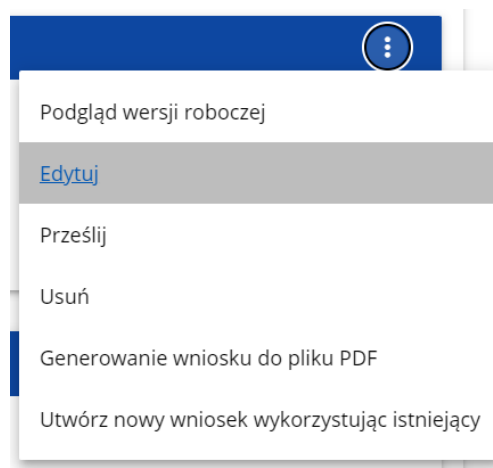 Podgląd wersji roboczej
Edytuj
Prześlij
Usuń
Generowanie wniosku do pliku PDF
Utwórz nowy wniosek wykorzystując istniejący